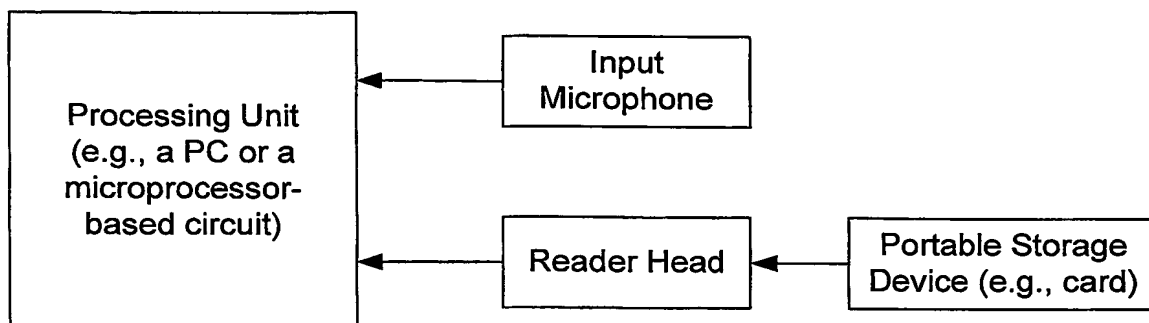 Processing Unit
(e.g., a PC or a
microprocessor-
based circuit)
Input
Microphone
Reader Head
Portable Storage
Device (e.g., card)